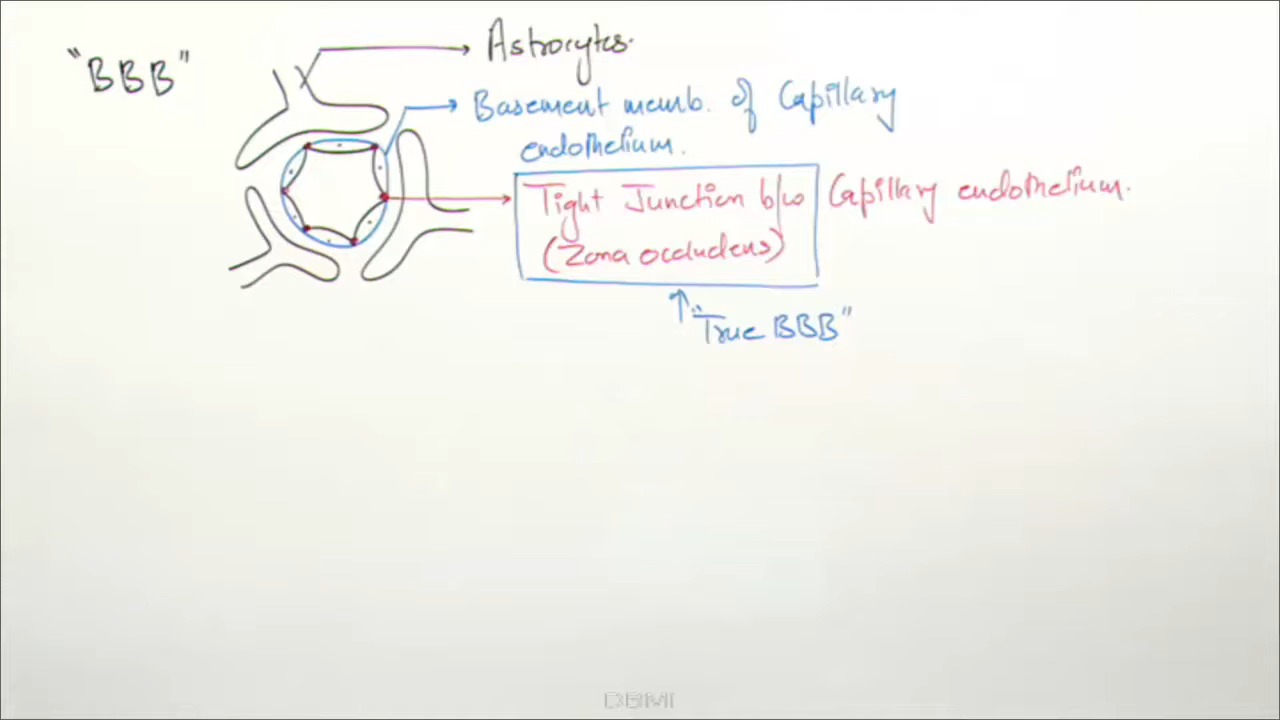 "BBB"
Astrocytes.
Basement memb. of Capillary
endothelium.
Tight Junction b/w Capillary endothelium.
(Zona occludens)
"True BBB"